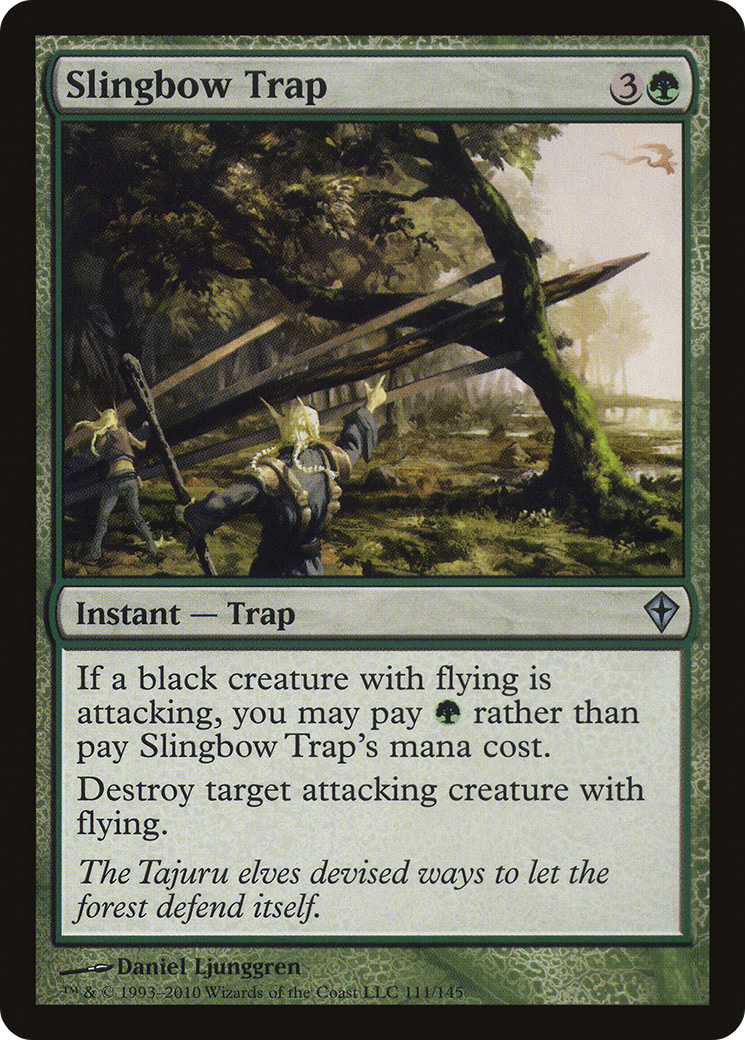 Slingbow Trap 3
Instant — Trap
If a black creature with flying is
attacking, you may pay rather than
pay Slingbow Trap's mana cost.
Destroy target attacking creature with
flying.
The Tajuru elves devised ways to let the
forest defend itself.
Daniel Ljunggren
™ & © 1993–2010 Wizards of the Coast LLC 111/145